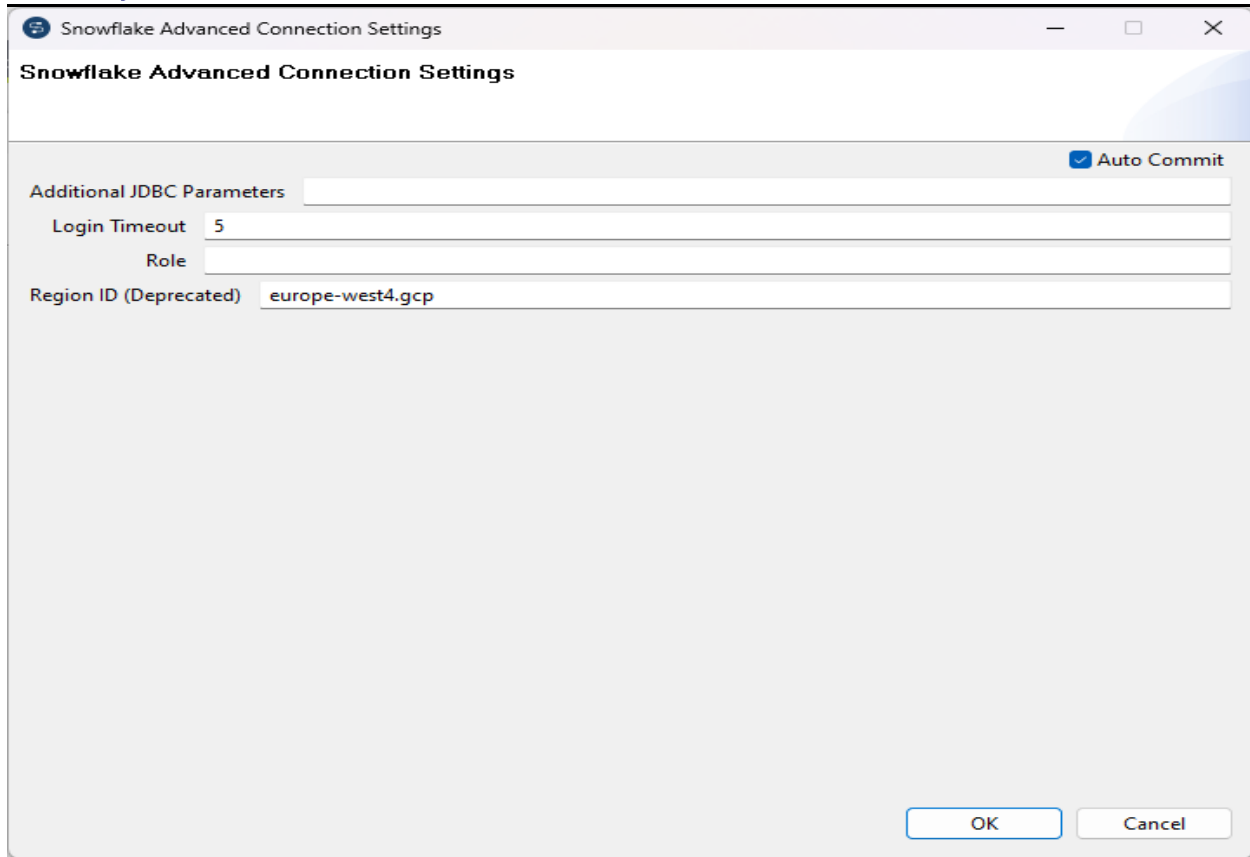 Snowflake Advanced Connection Settings
Snowflake Advanced Connection Settings
Auto Commit
Additional JDBC Parameters
Login Timeout 5
Role
Region ID (Deprecated) europe-west4.gcp
OK Cancel